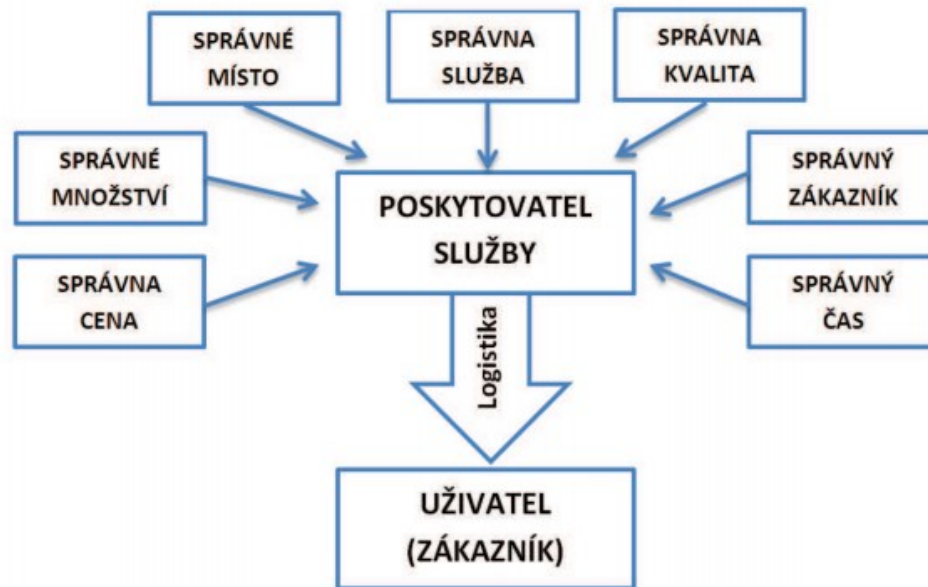 SPRÁVNÉ
MÍSTO
SPRÁVNA
SLUŽBA
SPRÁVNA
KVALITA
SPRÁVNÉ
MNOŽSTVÍ
POSKYTOVATEL
SLUŽBY
SPRÁVNÝ
ZÁKAZNÍK
SPRÁVNA
CENA
SPRÁVNÝ
ČAS
Logistika
UŽIVATEL
(ZÁKAZNÍK)